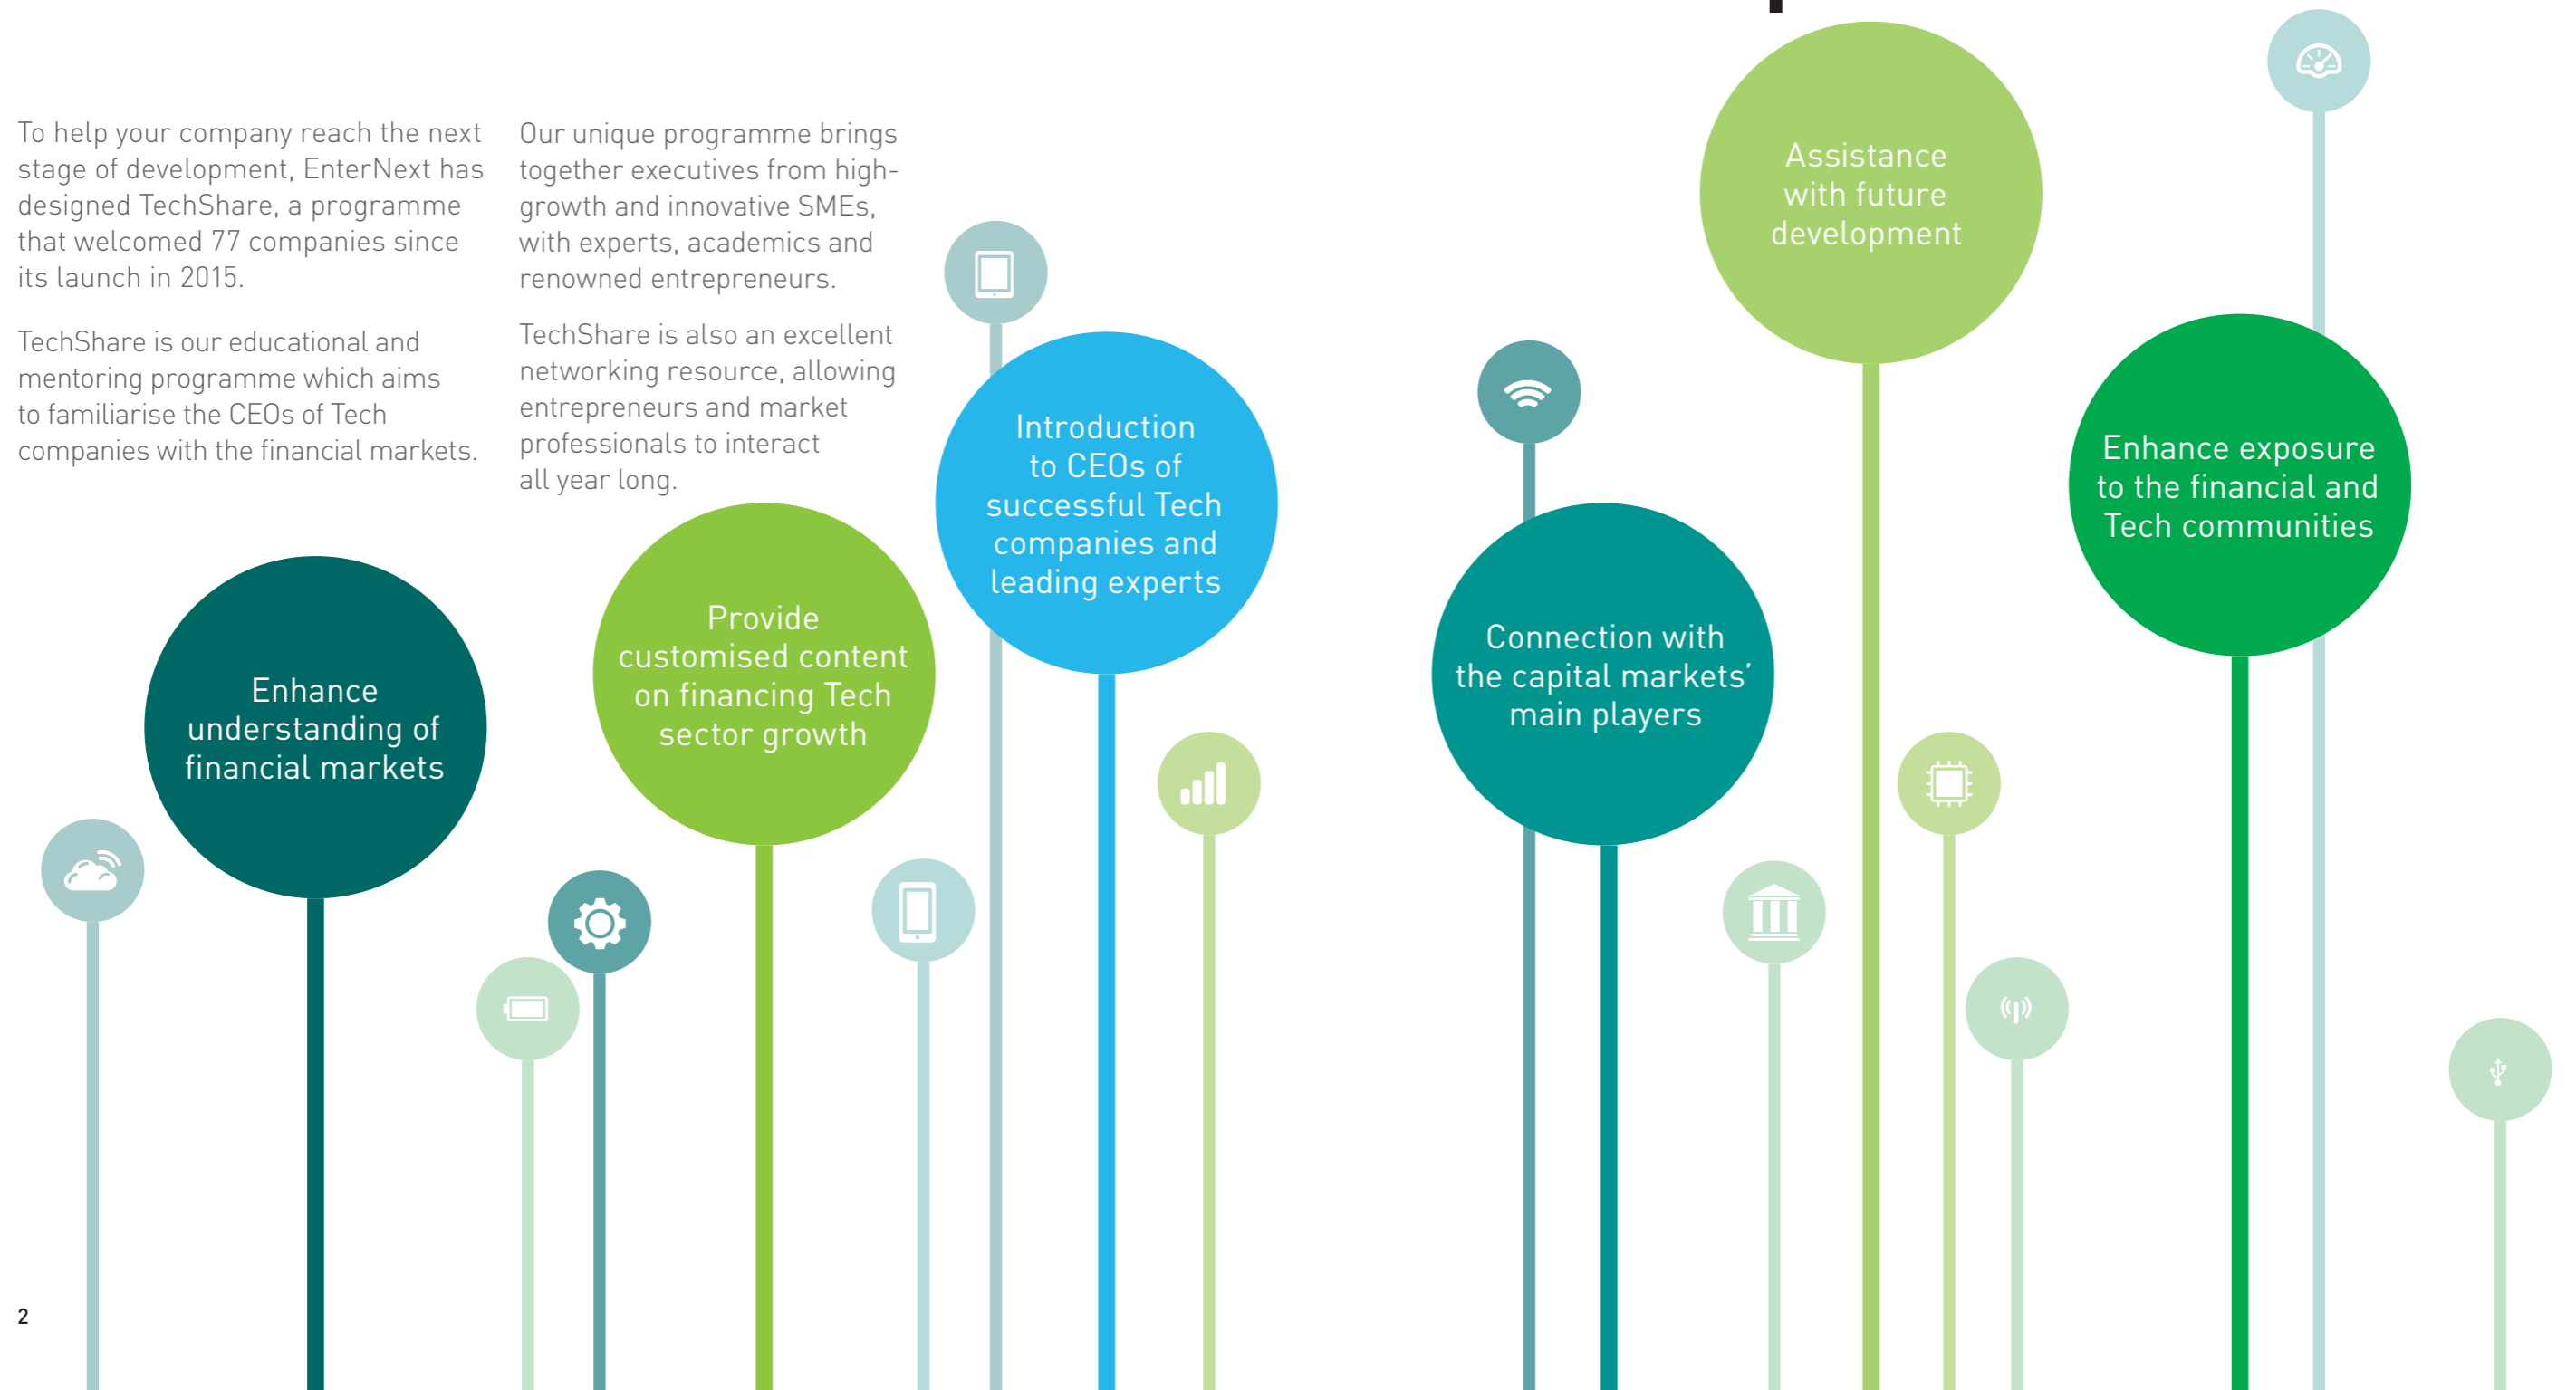 To help your company reach the next
stage of development, EnterNext has
designed TechShare, a programme
that welcomed 77 companies since
its launch in 2015.
TechShare is our educational and
mentoring programme which aims
to familiarise the CEOs of Tech
companies with the financial markets.
Our unique programme brings
together executives from high-
growth and innovative SMEs,
with experts, academics and
renowned entrepreneurs.
TechShare is also an excellent
networking resource, allowing
entrepreneurs and market
professionals to interact
all year long.
Enhance
understanding of
financial markets
Provide
customised content
on financing Tech
sector growth
Introduction
to CEOs of
successful Tech
companies and
leading experts
Connection with
the capital markets’
main players
Assistance
with future
development
Enhance exposure
to the financial and
Tech communities
2